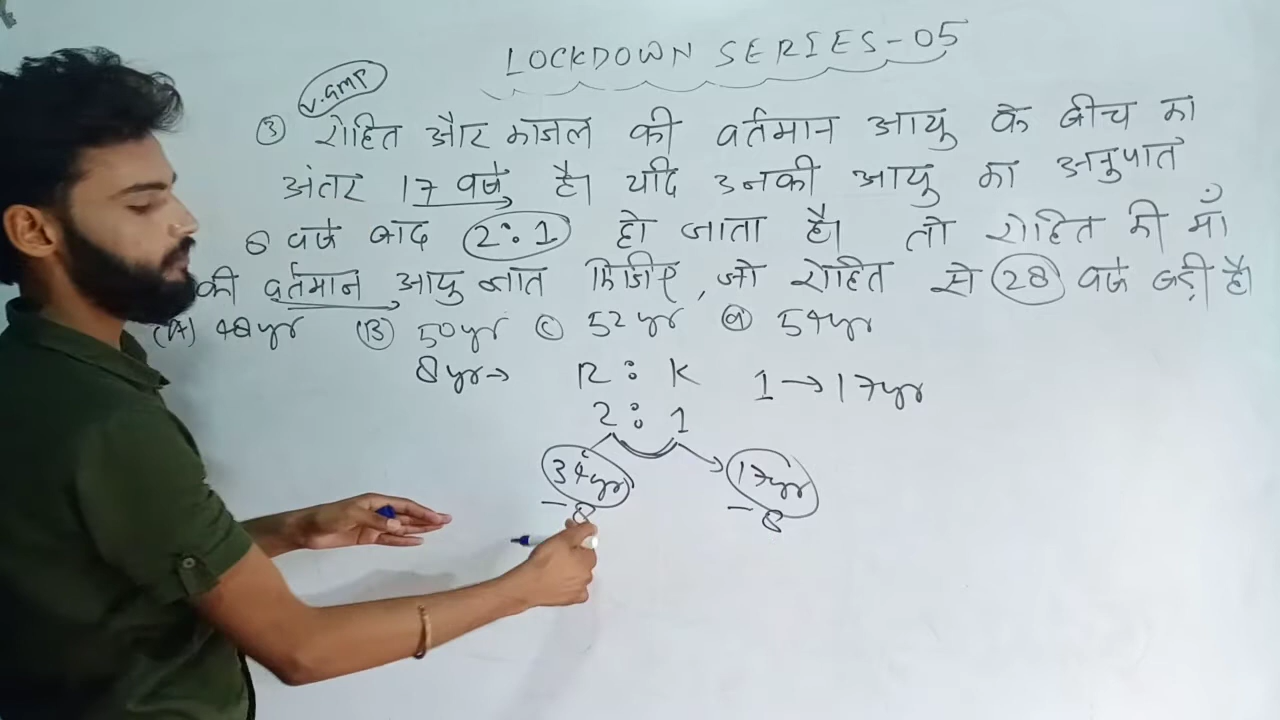 LOCKDOWN SERIES-05
V.GMP
③ रोहित और काजल की वर्तमान आयु के बीच का
अंतर 17 वर्ष है। यदि उनकी आयु का अनुपात
8 वर्ष बाद 2:1 हो जाता है। तो रोहित की माँ
की वर्तमान आयु ज्ञात किजिए, जो रोहित से 28 वर्ष बड़ी है।
(A) 48yr (B) 50yr (C) 52yr (D) 54yr
8yr→ R : K 1→17yr
2 : 1
34yr 17yr
-8 -8